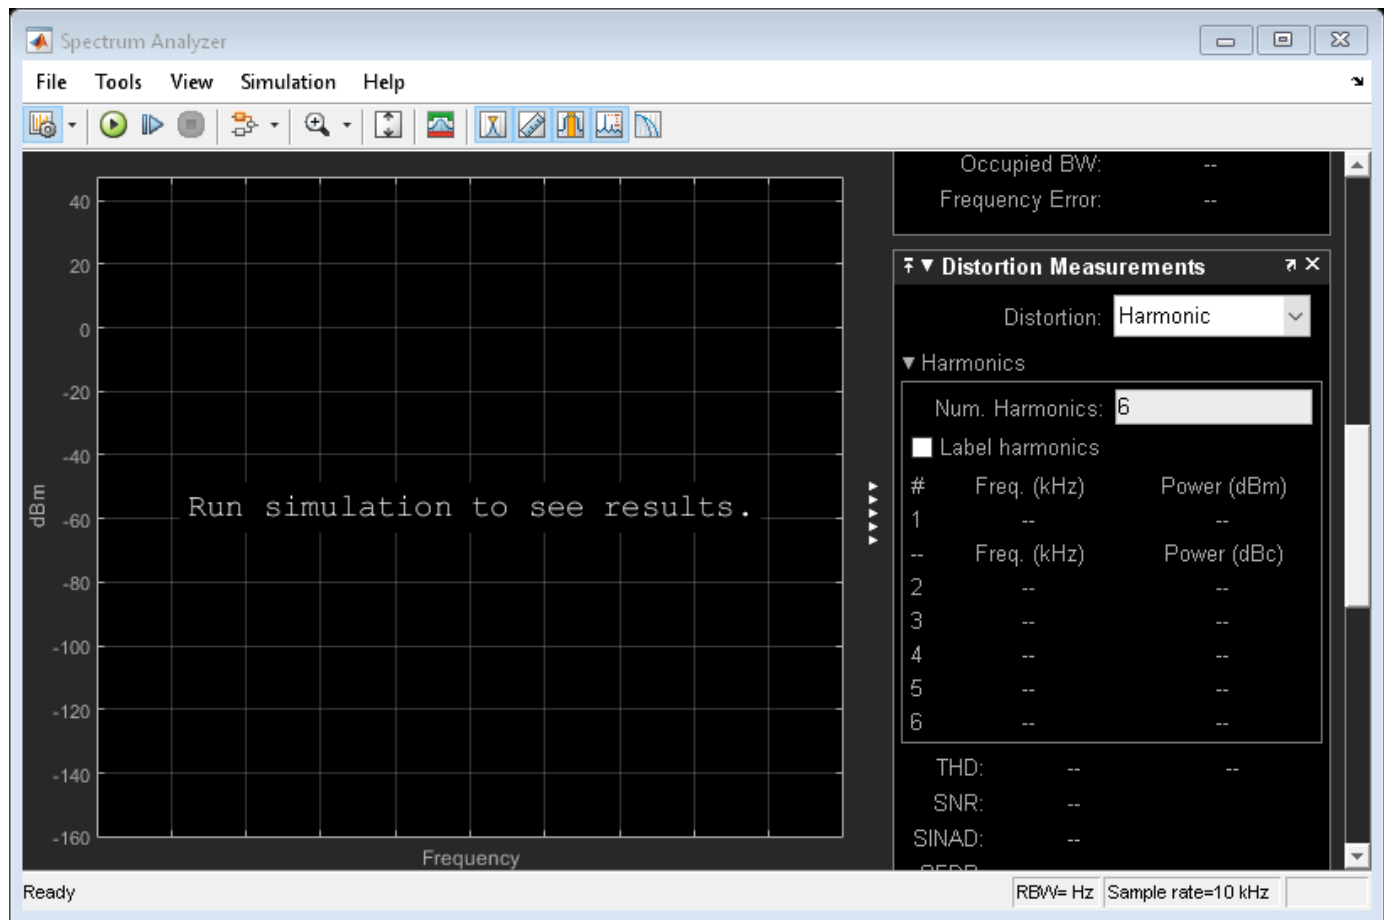 Spectrum Analyzer
File Tools View Simulation Help
Occupied BW: --
Frequency Error: --
Distortion Measurements
Distortion: Harmonic
Harmonics
Num. Harmonics: 6
Label harmonics
# Freq. (kHz) Power (dBm)
1 -- --
-- Freq. (kHz) Power (dBc)
2 -- --
3 -- --
4 -- --
5 -- --
6 -- --
THD: -- --
SNR: --
SINAD: --
40
20
0
-20
-40
-60
-80
-100
-120
-140
-160
dBm
Run simulation to see results.
Frequency
Ready
RBW= Hz Sample rate=10 kHz